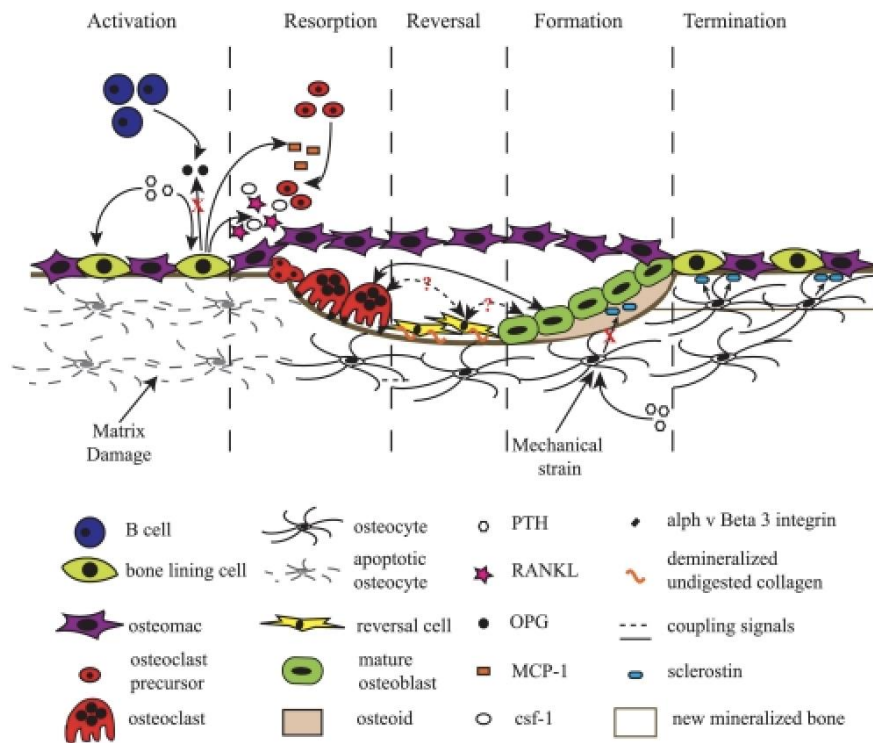 Activation Resorption Reversal Formation Termination
X
?
?
X
Matrix
Damage
Mechanical
strain
B cell
osteocyte
PTH
alph v Beta 3 integrin
bone lining cell
apoptotic
osteocyte
RANKL
demineralized
undigested collagen
osteomac
reversal cell
OPG
coupling signals
osteoclast
precursor
mature
osteoblast
MCP-1
sclerostin
osteoclast
osteoid
csf-1
new mineralized bone